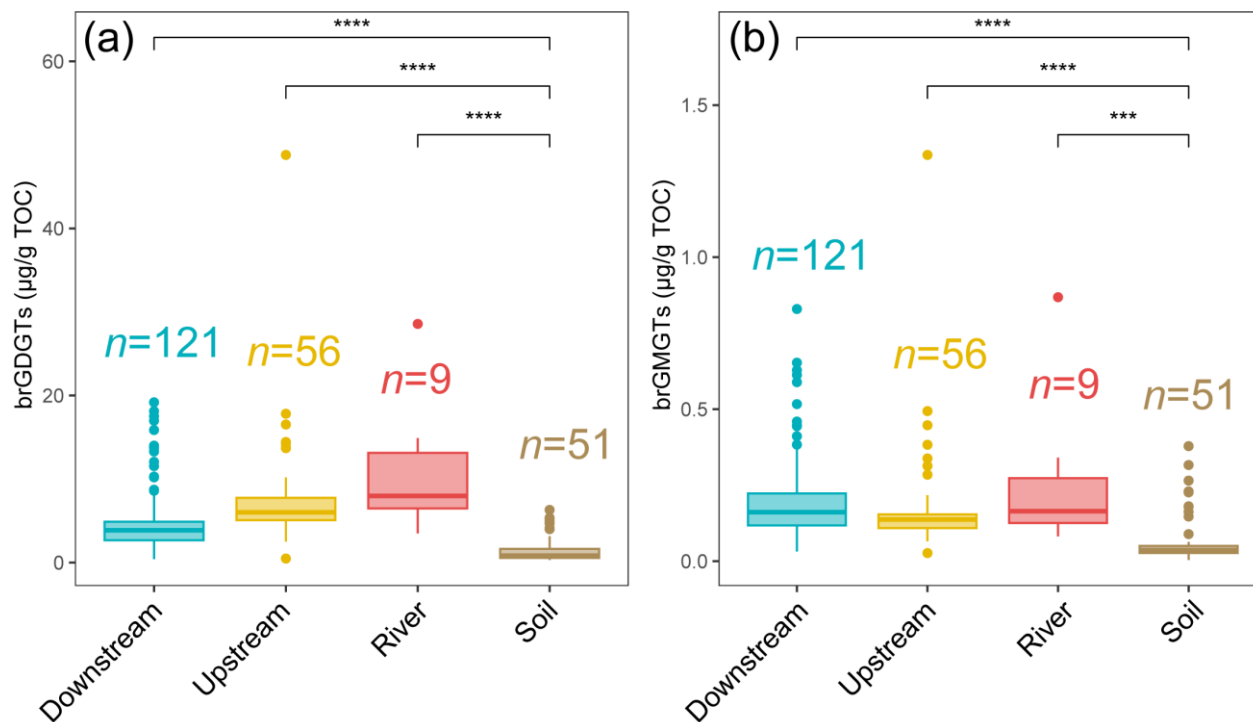 (a)
****
****
****
60
40
20
0
brGDGTs (µg/g TOC)
n=121
n=56
n=9
n=51
Downstream
Upstream
River
Soil
(b)
****
****
***
1.5
1.0
0.5
0.0
brGMGTs (µg/g TOC)
n=121
n=56
n=9
n=51
Downstream
Upstream
River
Soil